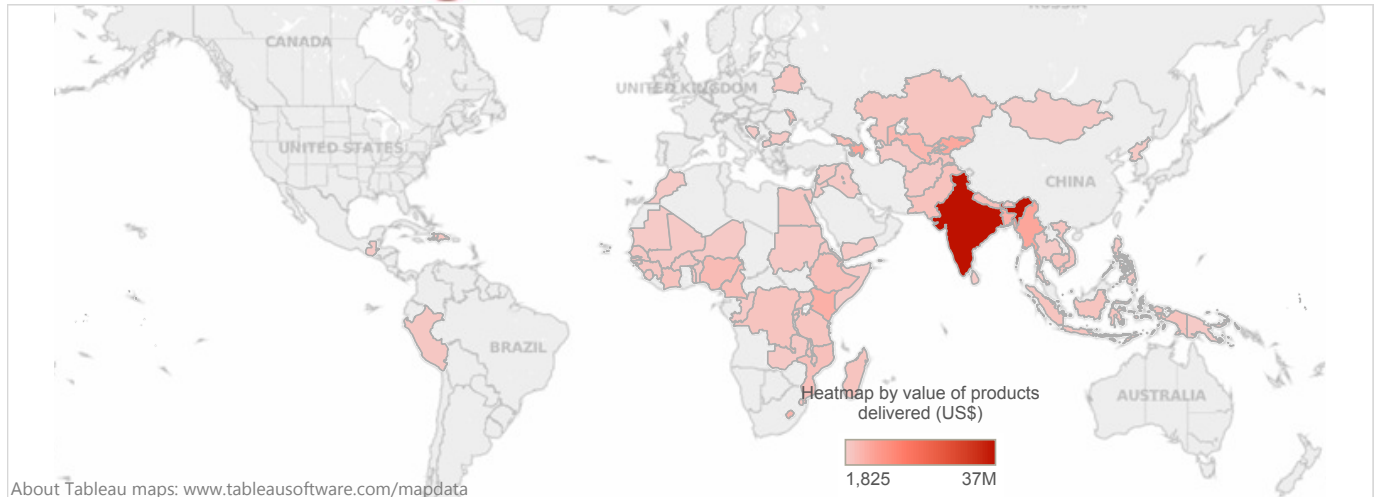 RUSSIA
CANADA
UNITED KINGDOM
UNITED STATES
CHINA
BRAZIL
AUSTRALIA
Heatmap by value of products
delivered (US$)
1,825 37M
About Tableau maps: www.tableausoftware.com/mapdata